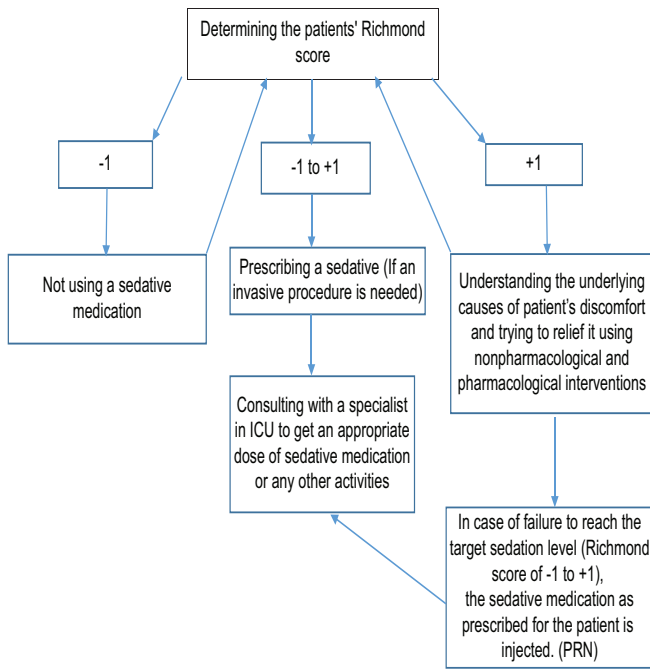 Determining the patients' Richmond
score
-1
-1 to +1
+1
Not using a sedative
medication
Prescribing a sedative (If an
invasive procedure is needed)
Understanding the underlying
causes of patient's discomfort
and trying to relief it using
nonpharmacological and
pharmacological interventions
Consulting with a specialist
in ICU to get an appropriate
dose of sedative medication
or any other activities
In case of failure to reach the
target sedation level (Richmond
score of -1 to +1),
the sedative medication as
prescribed for the patient is
injected. (PRN)